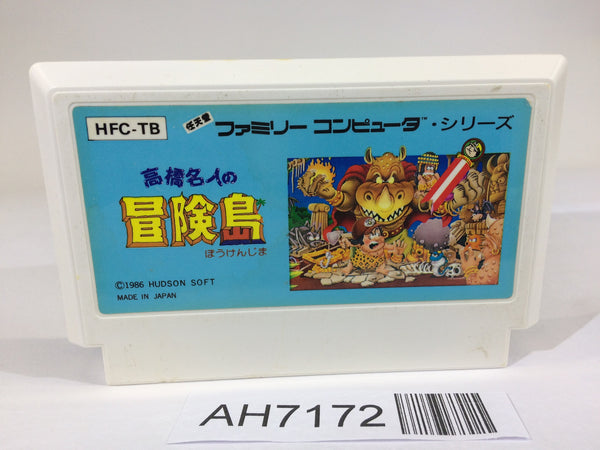 HFC-TB
任天堂 ファミリー コンピュータ™・シリーズ
高橋名人の
冒険島
ぼうけんじま
©1986 HUDSON SOFT
MADE IN JAPAN
AH7172